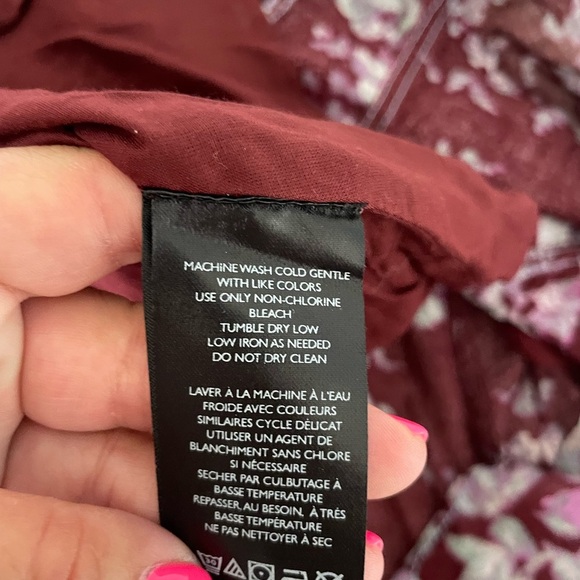 MACHINE WASH COLD GENTLE
WITH LIKE COLORS
USE ONLY NON-CHLORINE
BLEACH
TUMBLE DRY LOW
LOW IRON AS NEEDED
DO NOT DRY CLEAN
LAVER À LA MACHINE À L'EAU
FROIDE AVEC COULEURS
SIMILAIRES CYCLE DÉLICAT
UTILISER UN AGENT DE
BLANCHIMENT SANS CHLORE
SI NÉCESSAIRE
SECHER PAR CULBUTAGE À
BASSE TEMPERATURE
REPASSER, AU BESOIN, À TRÈS
BASSE TEMPÉRATURE
NE PAS NETTOYER À SEC
30